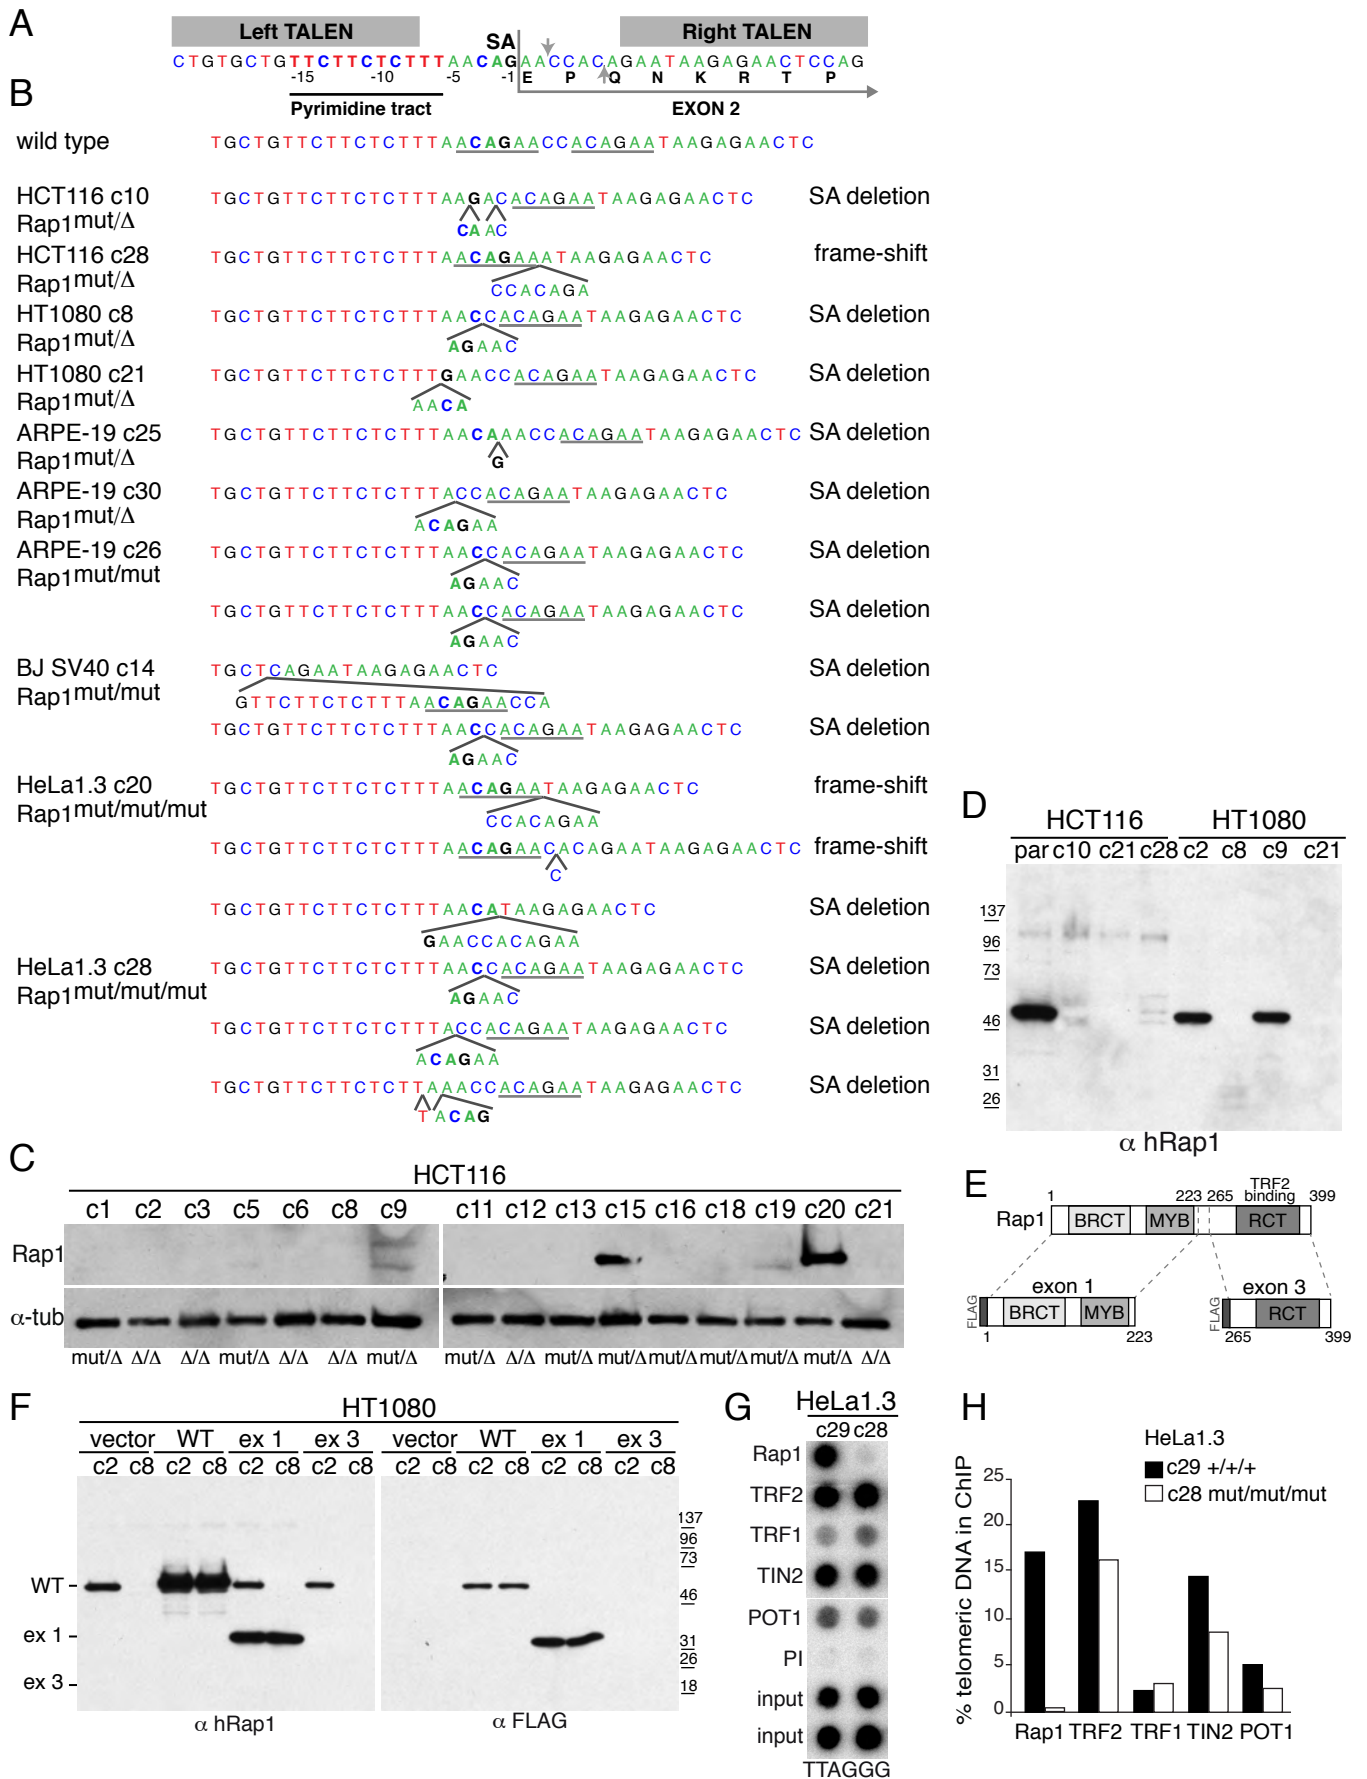 A
Left TALEN
SA
Right TALEN
CTGTGCTGTTCTTCTCTTTAACAGAACCACAGAATAAGAGAACTCCAG
-15 -10 -5 -1 E P Q N K R T P
Pyrimidine tract
EXON 2
B
wild type TGCTGTTCTTCTCTTTAACAGAACCACAGAATAAGAGAACTC
HCT116 c10 TGCTGTTCTTCTCTTTAAGACACAGAATAAGAGAACTC SA deletion
Rap1mut/Δ CA AC
HCT116 c28 TGCTGTTCTTCTCTTTAACAGAAATAAGAGAACTC frame-shift
Rap1mut/Δ CCACAGA
HT1080 c8 TGCTGTTCTTCTCTTTAACCACAGAATAAGAGAACTC SA deletion
Rap1mut/Δ AGAAC
HT1080 c21 TGCTGTTCTTCTCTTTGAACCACAGAATAAGAGAACTC SA deletion
Rap1mut/Δ AACA
ARPE-19 c25 TGCTGTTCTTCTCTTTAACAAACCACAGAATAAGAGAACTC SA deletion
Rap1mut/Δ G
ARPE-19 c30 TGCTGTTCTTCTCTTTACCACAGAATAAGAGAACTC SA deletion
Rap1mut/Δ ACAGAA
ARPE-19 c26 TGCTGTTCTTCTCTTTAACCACAGAATAAGAGAACTC SA deletion
Rap1mut/mut AGAAC
TGCTGTTCTTCTCTTTAACCACAGAATAAGAGAACTC SA deletion
AGAAC
BJ SV40 c14 TGCTCAGAATAAGAGAACTC SA deletion
Rap1mut/mut GTTCTTCTCTTTAACAGAACCA
TGCTGTTCTTCTCTTTAACCACAGAATAAGAGAACTC SA deletion
AGAAC
HeLa1.3 c20 TGCTGTTCTTCTCTTTAACAGAATAAGAGAACTC frame-shift
Rap1mut/mut/mut CCACAGAA
TGCTGTTCTTCTCTTTAACAGAACACAGAATAAGAGAACTC frame-shift
C
TGCTGTTCTTCTCTTTAACATAAGAGAACTC SA deletion
GAACCACAGAA
HeLa1.3 c28 TGCTGTTCTTCTCTTTAACCACAGAATAAGAGAACTC SA deletion
Rap1mut/mut/mut AGAAC
TGCTGTTCTTCTCTTTACCACAGAATAAGAGAACTC SA deletion
ACAGAA
TGCTGTTCTTCTCTTAAACCACAGAATAAGAGAACTC SA deletion
T ACAG
C
HCT116
c1 c2 c3 c5 c6 c8 c9 c11 c12 c13 c15 c16 c18 c19 c20 c21
Rap1
α-tub
mut/Δ Δ/Δ Δ/Δ mut/Δ Δ/Δ Δ/Δ mut/Δ mut/Δ Δ/Δ mut/Δ mut/Δ mut/Δ mut/Δ mut/Δ mut/Δ Δ/Δ
D
HCT116 HT1080
par c10 c21 c28 c2 c8 c9 c21
137
96
73
46
31
26
α hRap1
E
TRF2
binding
1 223 265 399
Rap1 BRCT MYB RCT
exon 1 exon 3
FLAG BRCT MYB FLAG RCT
1 223 265 399
F
HT1080
vector WT ex 1 ex 3 vector WT ex 1 ex 3
c2 c8 c2 c8 c2 c8 c2 c8 c2 c8 c2 c8 c2 c8 c2 c8
WT
ex 1
ex 3
137
96
73
46
31
26
18
α hRap1 α FLAG
G
HeLa1.3
c29 c28
Rap1
TRF2
TRF1
TIN2
POT1
PI
input
input
TTAGGG
H
HeLa1.3
c29 +/+/+
c28 mut/mut/mut
% telomeric DNA in ChIP
25
20
15
10
5
0
Rap1 TRF2 TRF1 TIN2 POT1